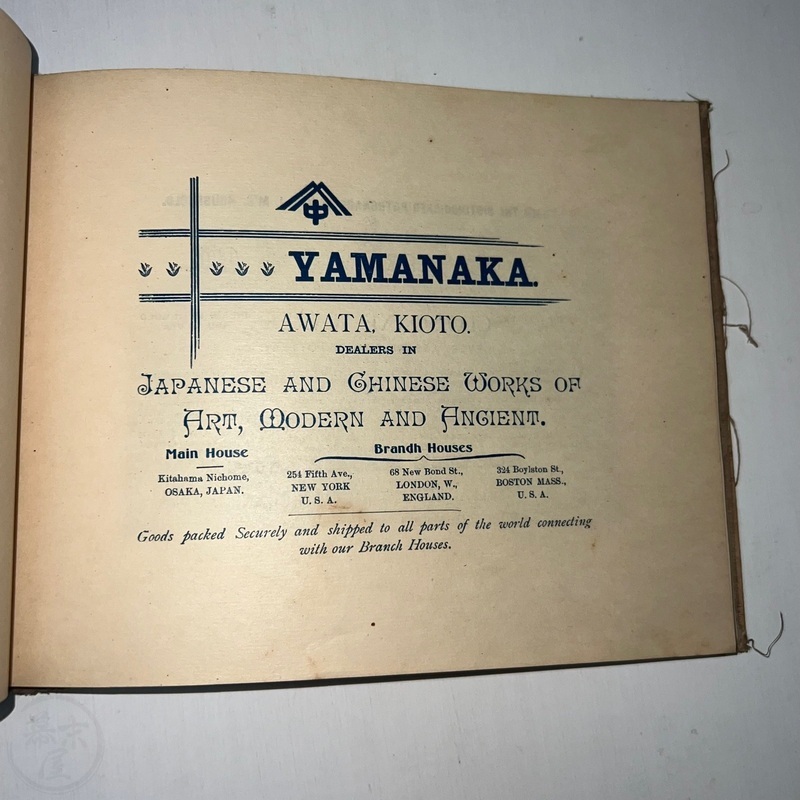 中
YAMANAKA.
AWATA, KIOTO.
DEALERS IN
JAPANESE AND CHINESE WORKS OF
ART, MODERN AND ANCIENT.
Main House
Kitahama Nichome,
OSAKA, JAPAN.
Brandh Houses
254 Fifth Ave.,
NEW YORK
U. S. A.
68 New Bond St.,
LONDON, W.,
ENGLAND.
324 Boylston St.,
BOSTON MASS.,
U. S. A.
Goods packed Securely and shipped to all parts of the world connecting
with our Branch Houses.